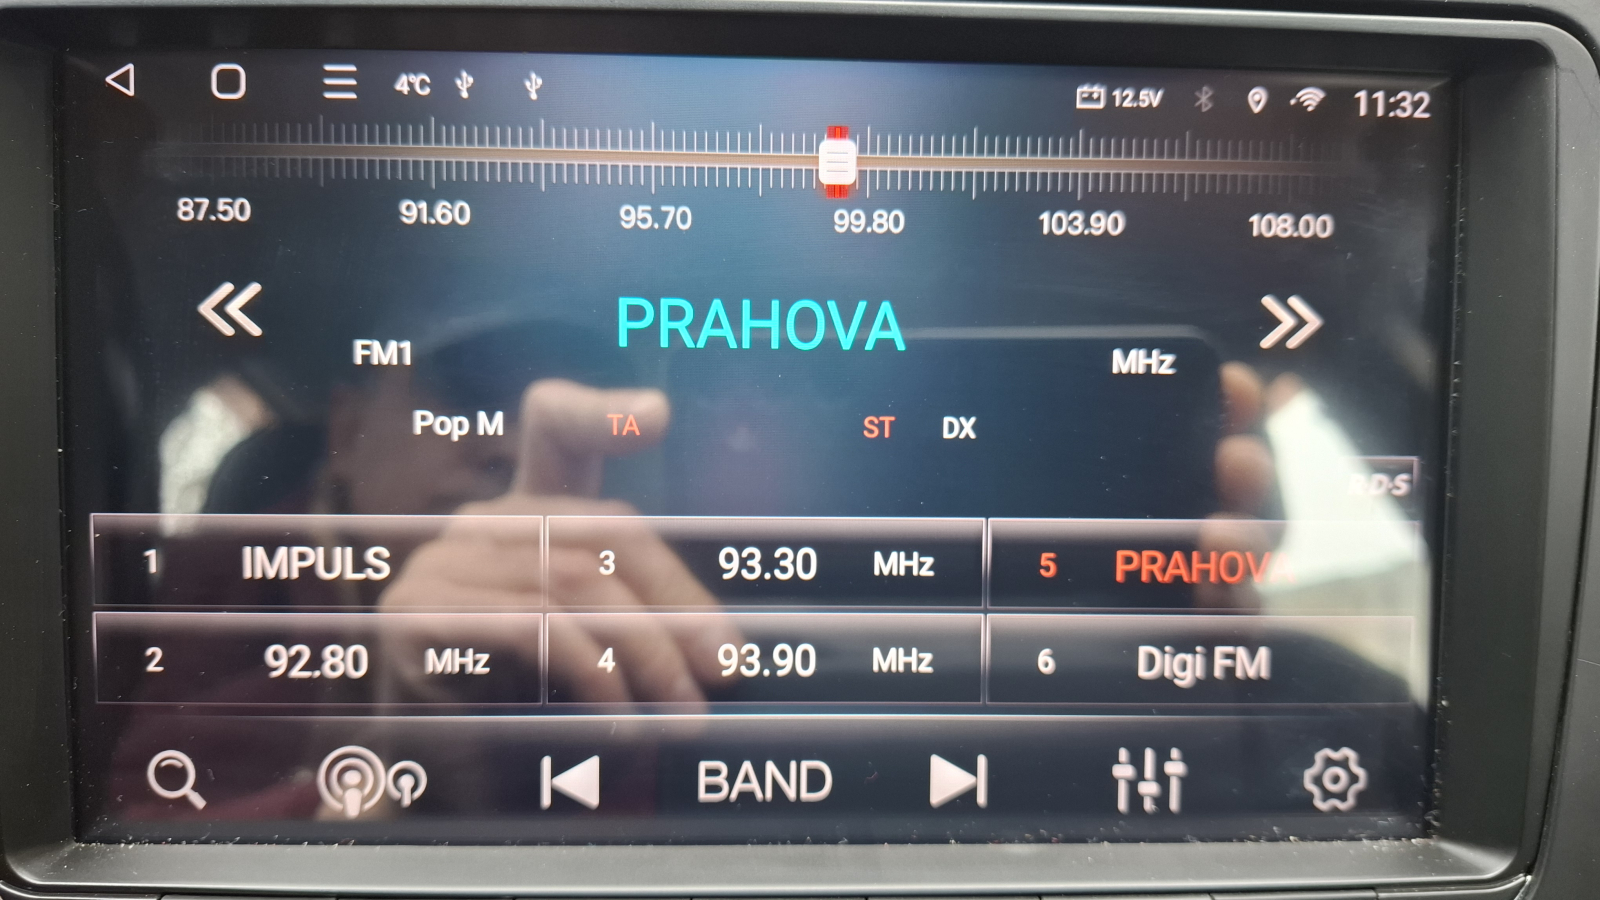 4°C 12.5V 11:32
87.50 91.60 95.70 99.80 103.90 108.00
PRAHOVA
FM1 MHz
Pop M TA ST DX
RDS
1 IMPULS 3 93.30 MHz 5 PRAHOVA
2 92.80 MHz 4 93.90 MHz 6 Digi FM
BAND